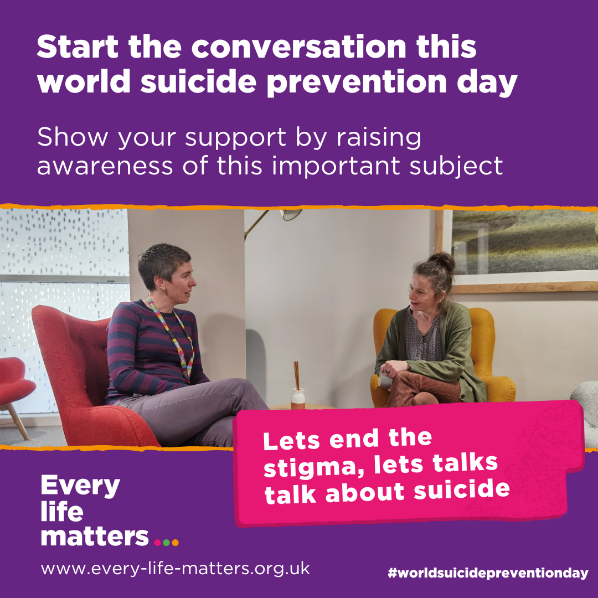 Start the conversation this
world suicide prevention day
Show your support by raising
awareness of this important subject
Lets end the
stigma, lets talks
talk about suicide
Every
life
matters...
www.every-life-matters.org.uk
#worldsuicidepreventionday